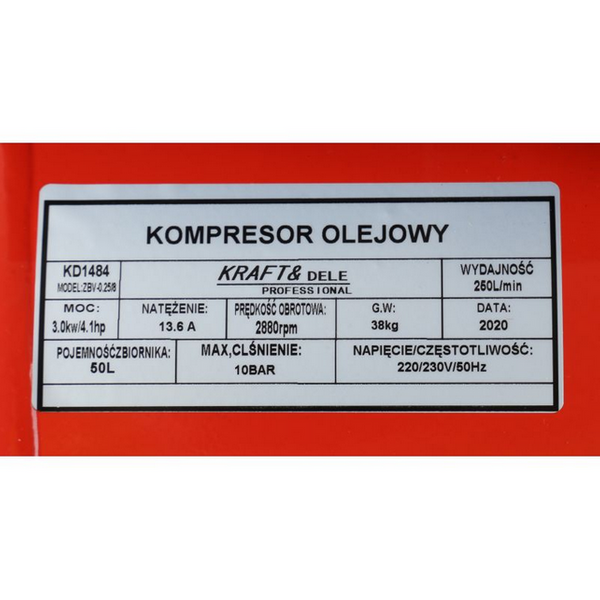 KOMPRESOR OLEJOWY
KD1484
MODEL:ZBV-0.25/8
KRAFT& DELE
PROFESSIONAL
WYDAJNOŚĆ
250L/min
MOC:
3.0kw/4.1hp
NATĘŻENIE:
13.6 A
PRĘDKOŚĆ OBROTOWA:
2880rpm
G.W:
38kg
DATA:
2020
POJEMNOŚĆZBIORNIKA:
50L
MAX,CLŚNIENIE:
10BAR
NAPIĘCIE/CZĘSTOTLIWOŚĆ:
220/230V/50Hz